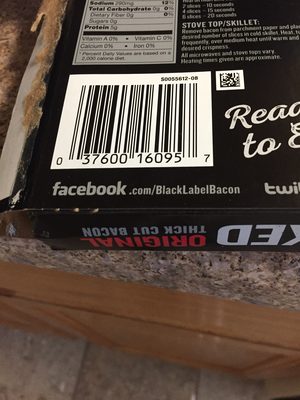 Sodium 290mg 12%
Total Carbohydrate 0g 0%
Dietary Fiber 0g 0%
Sugars 0g
Protein 5g
Vitamin A 0% • Vitamin C 0%
Calcium 0% • Iron 0%
*Percent Daily Values are based on a
2,000 calorie diet.
2 slices – 10 seconds
4 slices – 15 seconds
6 slices – 20 seconds
STOVE TOP/SKILLET:
Remove bacon from parchment paper and place
desired number of slices in cold skillet. Heat, tu
frequently, over medium heat until warm and
desired crispness.
All microwaves and stove tops vary.
Heating times given are approximate.
S0055612-08
0 37600 16095 7
Read
to
facebook.com/BlackLabelBacon
twi
KED
ORIGINAL
THICK CUT BACON